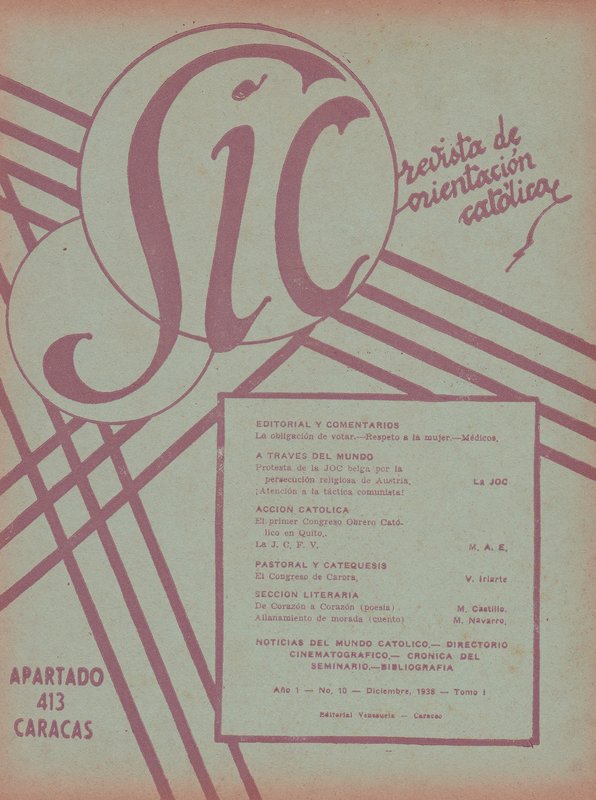 Sic
revista de
orientación
católica
EDITORIAL Y COMENTARIOS
La obligación de votar.—Respeto a la mujer.—Médicos,
A TRAVES DEL MUNDO
Protesta de la JOC belga por la
persecución religiosa de Austria,
¡Atención a la táctica comunista! La JOC
ACCION CATOLICA
El primer Congreso Obrero Cató-
lico en Quito,.
La J. C. F. V. M. A. E,
PASTORAL Y CATEQUESIS
El Congreso de Carora, V. Iriarte
SECCION LITERARIA
De Corazón a Corazón (poesía) M. Castillo,
Allanamiento de morada (cuento) M. Navarro,
NOTICIAS DEL MUNDO CATOLICO,— DIRECTORIO
CINEMATOGRAFICO,— CRONICA DEL
SEMINARIO,—BIBLIOGRAFIA
Año 1 — No, 10 — Diciembre, 1938 — Tomo I
Editorial Venezuela — Caracas
APARTADO
413
CARACAS